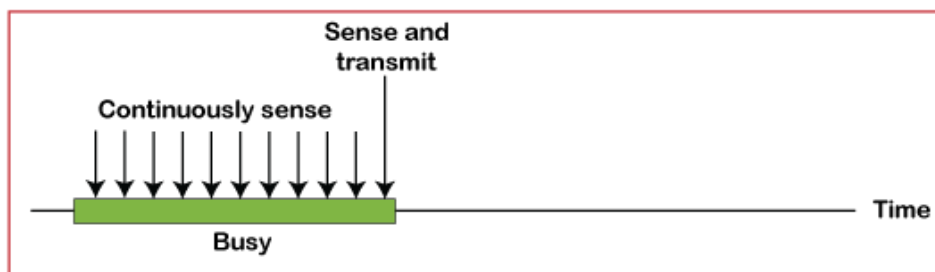 Sense and
transmit
Continuously sense
Time
Busy